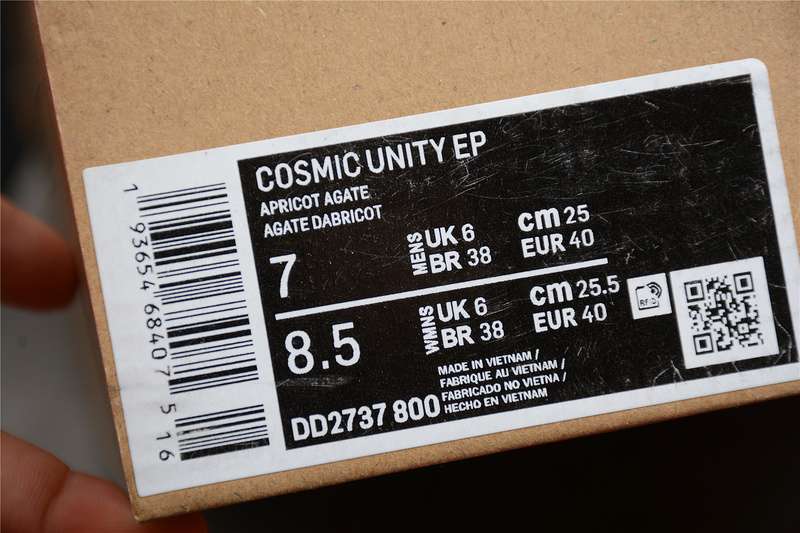 COSMIC UNITY EP
APRICOT AGATE
AGATE DABRICOT
7
MENS
UK 6
BR 38
cm 25
EUR 40
8.5
WMNS
UK 6
BR 38
cm 25.5
EUR 40
RFID
MADE IN VIETNAM /
FABRIQUE AU VIETNAM /
FABRICADO NO VIETNA /
HECHO EN VIETNAM
DD2737 800
1 93654 68407 5 16